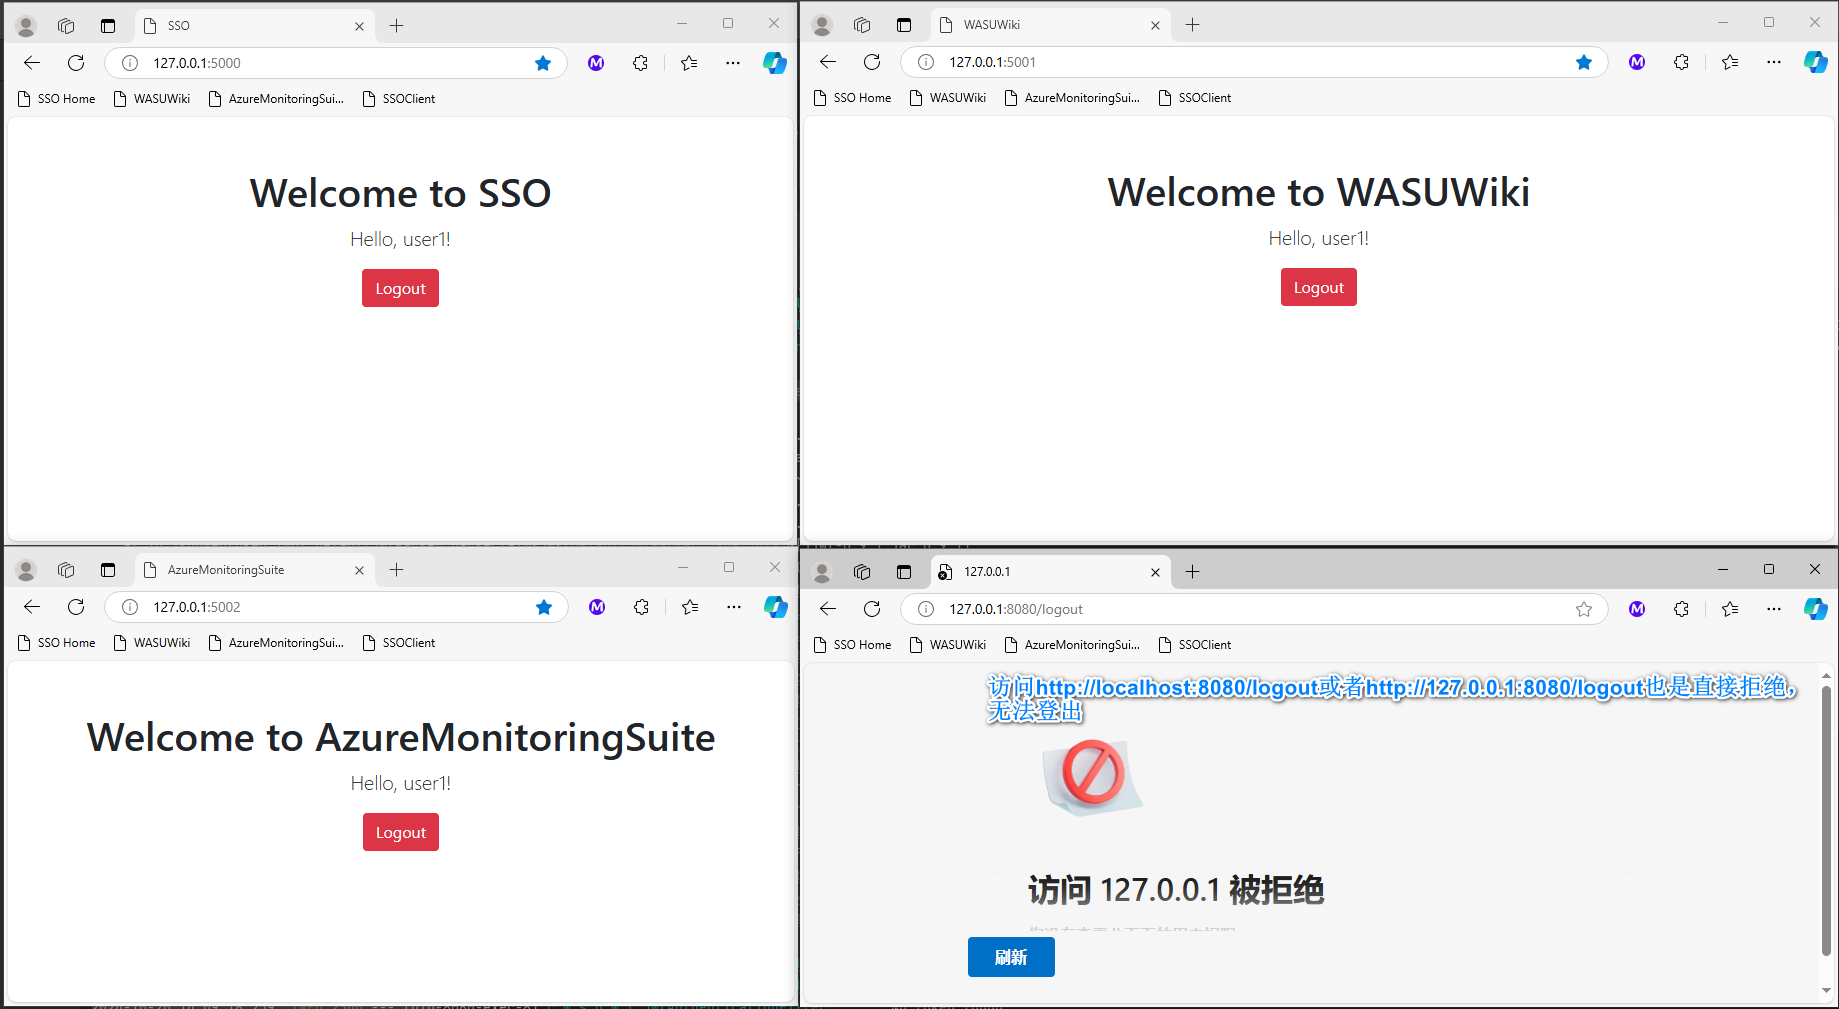 SSO
127.0.0.1:5000
SSO Home
WASUWiki
AzureMonitoringSui...
SSOClient
Welcome to SSO
Hello, user1!
Logout
WASUWiki
127.0.0.1:5001
SSO Home
WASUWiki
AzureMonitoringSui...
SSOClient
Welcome to WASUWiki
Hello, user1!
Logout
AzureMonitoringSuite
127.0.0.1:5002
SSO Home
WASUWiki
AzureMonitoringSui...
SSOClient
Welcome to AzureMonitoringSuite
Hello, user1!
Logout
127.0.0.1
127.0.0.1:8080/logout
SSO Home
WASUWiki
AzureMonitoringSui...
SSOClient
访问http://localhost:8080/logout或者http://127.0.0.1:8080/logout也是直接拒绝，
无法登出
访问 127.0.0.1 被拒绝
刷新